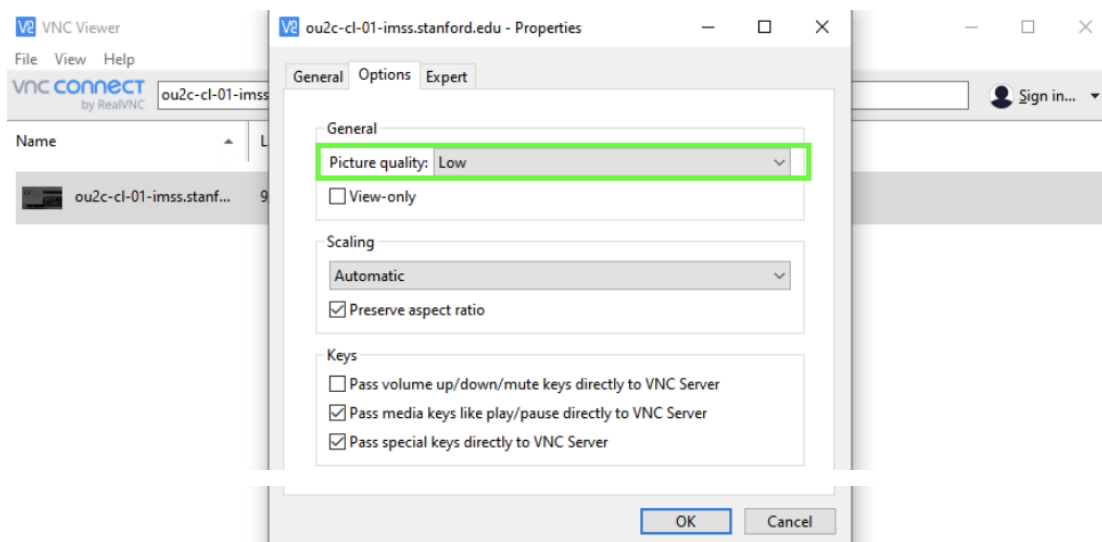 VNC Viewer
ou2c-cl-01-imss.stanford.edu - Properties
File View Help
General Options Expert
VNC CONNECT
by RealVNC
ou2c-cl-01-imss
Sign in...
Name
L
General
Picture quality: Low
View-only
ou2c-cl-01-imss.stanf...
9
Scaling
Automatic
Preserve aspect ratio
Keys
Pass volume up/down/mute keys directly to VNC Server
Pass media keys like play/pause directly to VNC Server
Pass special keys directly to VNC Server
OK Cancel